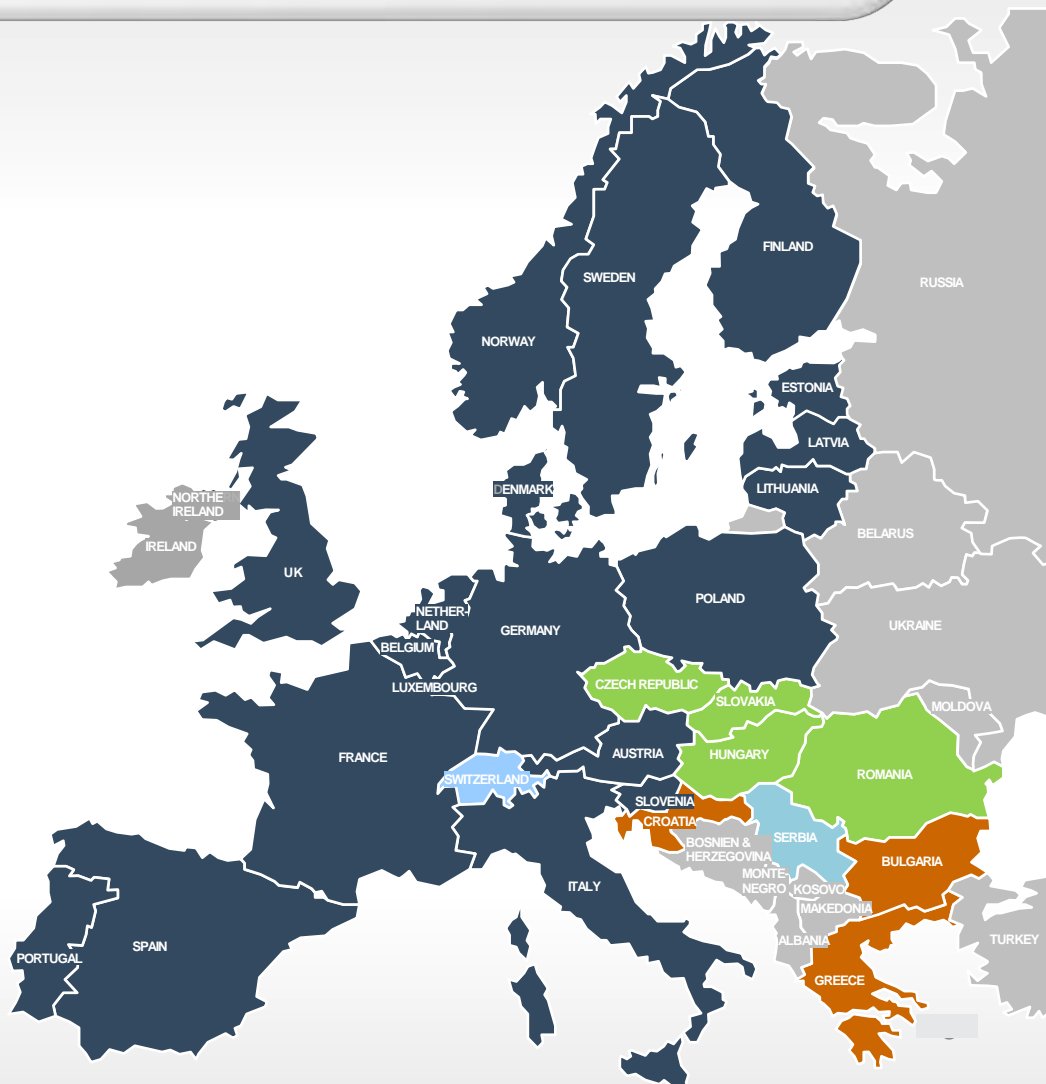 FINLAND
SWEDEN
RUSSIA
NORWAY
ESTONIA
LATVIA
LITHUANIA
DENMARK
NORTHERN
IRELAND
IRELAND
BELARUS
UK
POLAND
NETHER-
LAND
UKRAINE
GERMANY
BELGIUM
LUXEMBOURG
CZECH REPUBLIC
SLOVAKIA
MOLDOVA
FRANCE
AUSTRIA
HUNGARY
ROMANIA
SWITZERLAND
SLOVENIA
CROATIA
SERBIA
BOSNIEN &
HERZEGOVINA
BULGARIA
MONTE-
NEGRO
KOSOVO
ITALY
MAKEDONIA
SPAIN
ALBANIA
TURKEY
PORTUGAL
GREECE